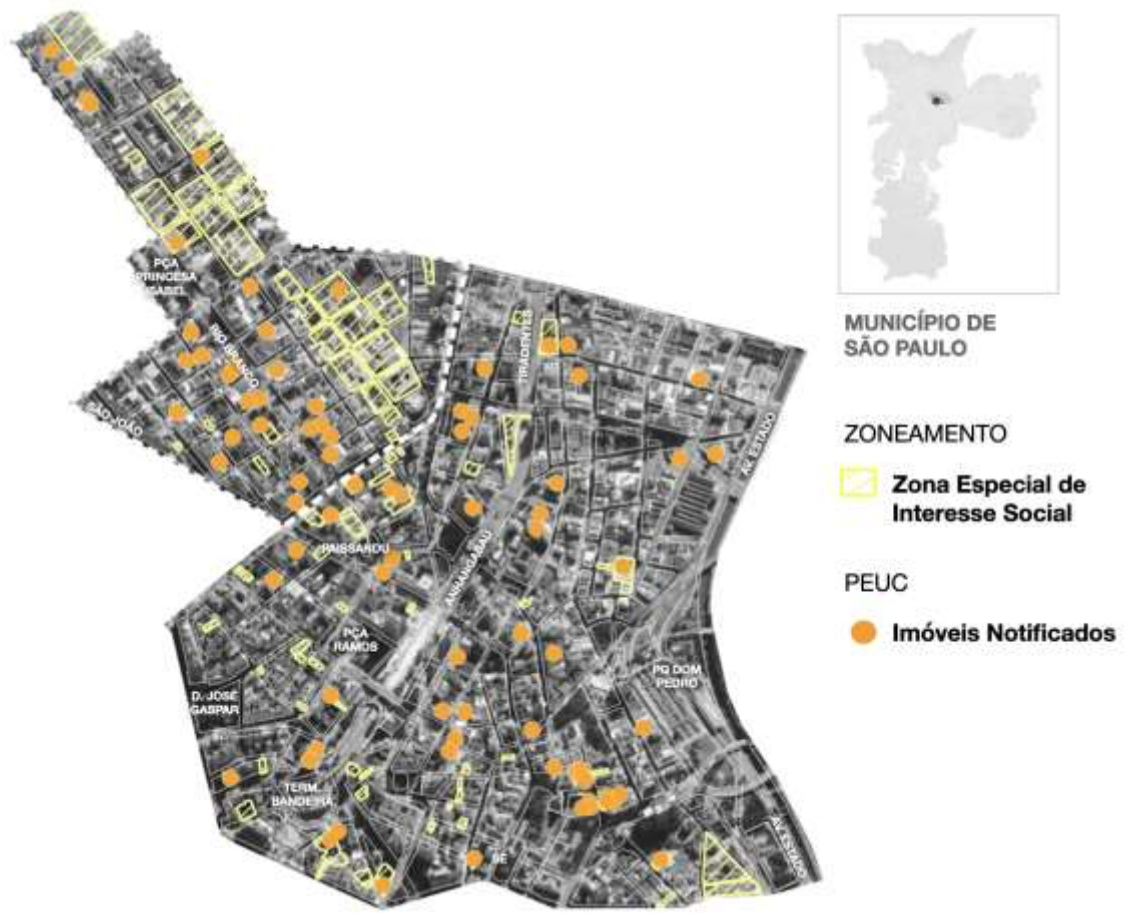 MUNICÍPIO DE
SÃO PAULO
ZONEAMENTO
Zona Especial de
Interesse Social
PEUC
Imóveis Notificados
PÇA
PRINCESA
ISABEL
RIO BRANCO
SÃO JOÃO
TIRADENTES
AV. ESTADO
PAISSANDU
ANHANGABAÚ
PÇA
RAMOS
D. JOSÉ
GASPAR
PQ DOM
PEDRO
TERM.
BANDEIRA
SÉ
AV. ESTADO